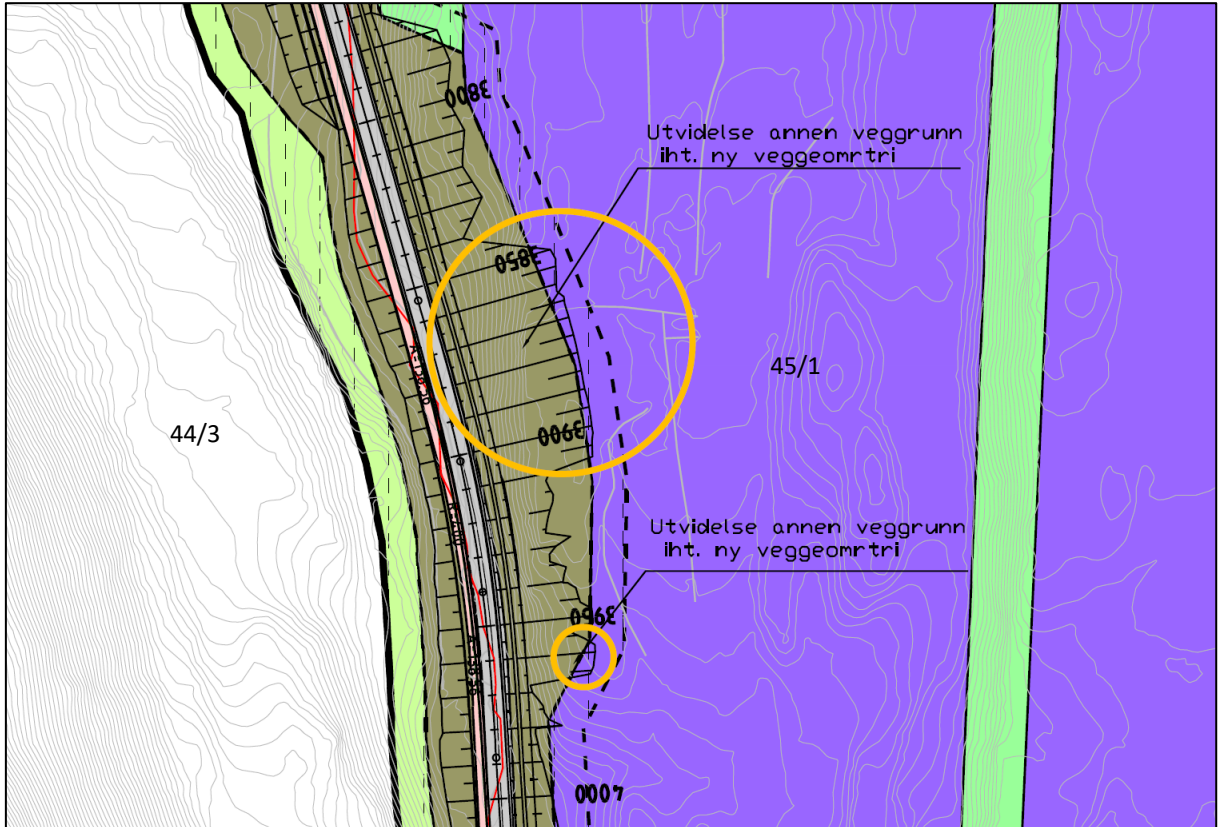 3800
Utvidelse annen veggrunn
iht. ny veggeomrtri
3850
45/1
44/3
3900
R=600
Utvidelse annen veggrunn
iht. ny veggeomrtri
3950
4000